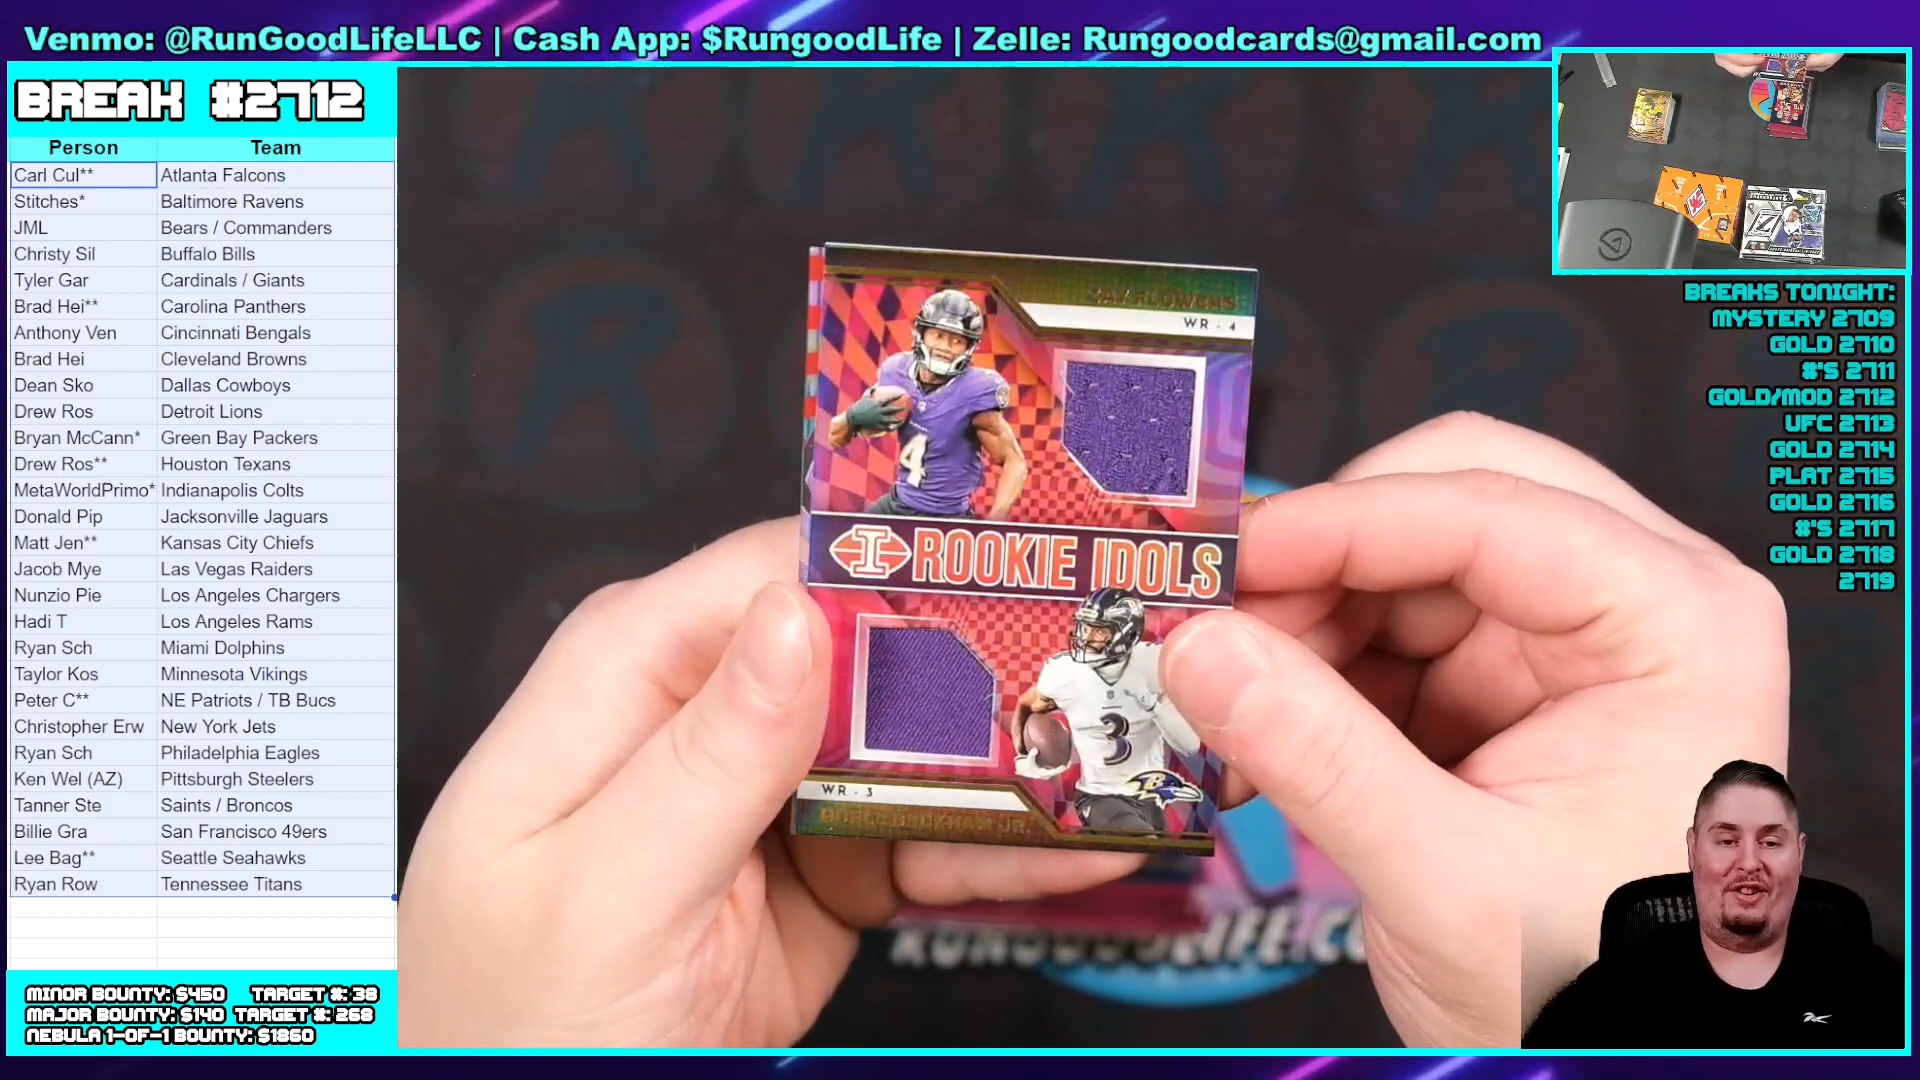 Venmo: @RunGoodLifeLLC | Cash App: $RungoodLife | Zelle: Rungoodcards@gmail.com
BREAK #2712
Person Team
Carl Cul** Atlanta Falcons
Stitches* Baltimore Ravens
JML Bears / Commanders
Christy Sil Buffalo Bills
Tyler Gar Cardinals / Giants
Brad Hei** Carolina Panthers
Anthony Ven Cincinnati Bengals
Brad Hei Cleveland Browns
Dean Sko Dallas Cowboys
Drew Ros Detroit Lions
Bryan McCann* Green Bay Packers
Drew Ros** Houston Texans
MetaWorldPrimo* Indianapolis Colts
Donald Pip Jacksonville Jaguars
Matt Jen** Kansas City Chiefs
Jacob Mye Las Vegas Raiders
Nunzio Pie Los Angeles Chargers
Hadi T Los Angeles Rams
Ryan Sch Miami Dolphins
Taylor Kos Minnesota Vikings
Peter C** NE Patriots / TB Bucs
Christopher Erw New York Jets
Ryan Sch Philadelphia Eagles
Ken Wel (AZ) Pittsburgh Steelers
Tanner Ste Saints / Broncos
Billie Gra San Francisco 49ers
Lee Bag** Seattle Seahawks
Ryan Row Tennessee Titans
MINOR BOUNTY: $450 TARGET #: 38
MAJOR BOUNTY: $140 TARGET #: 268
NEBULA 1-OF-1 BOUNTY: $1860
ZAY FLOWERS
WR - 4
4
I ROOKIE IDOLS
3
B
WR - 3
ODELL BECKHAM JR.
RUNGOODLIFE.CO
BREAKS TONIGHT:
MYSTERY 2709
GOLD 2710
#'S 2711
GOLD/MOD 2712
UFC 2713
GOLD 2714
PLAT 2715
GOLD 2716
#'S 2717
GOLD 2718
2719